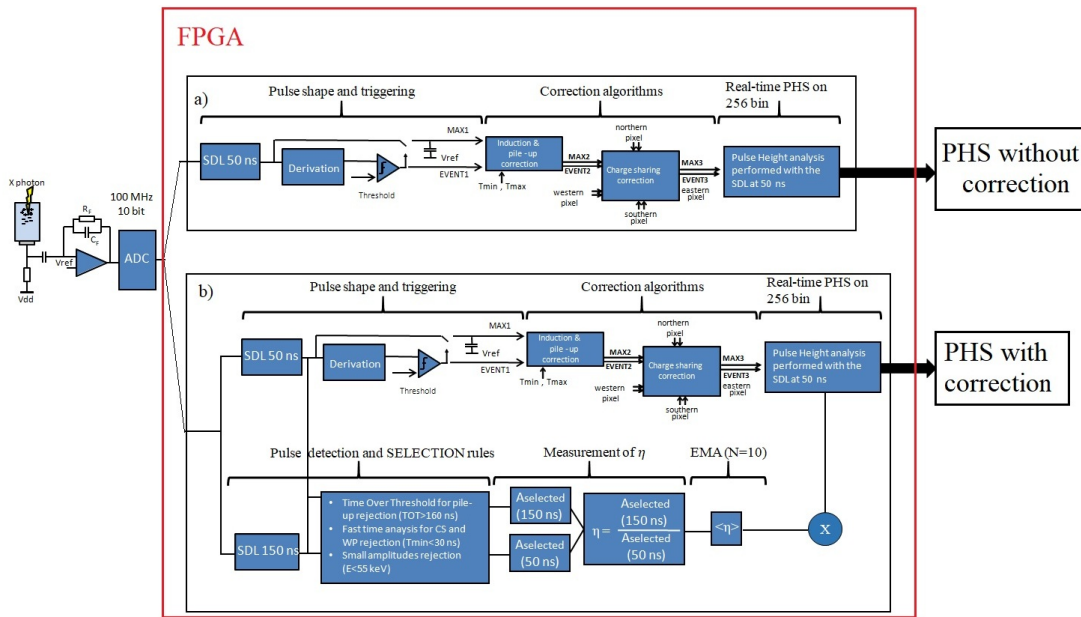 FPGA
a)
Pulse shape and triggering
Correction algorithms
Real-time PHS on
256 bin
SDL 50 ns
Derivation
Threshold
MAX1
Vref
EVENT1
Induction &
pile -up
correction
Tmin , Tmax
MAX2
EVENT2
northern
pixel
Charge sharing
correction
western
pixel
southern
pixel
MAX3
EVENT3
eastern
pixel
Pulse Height analysis
performed with the
SDL at 50 ns
PHS without
correction
X photon
RF
CF
Vref
Vdd
100 MHz
10 bit
ADC
b)
Pulse shape and triggering
Correction algorithms
Real-time PHS on
256 bin
SDL 50 ns
Derivation
Threshold
MAX1
Vref
EVENT1
Induction &
pile -up
correction
Tmin , Tmax
MAX2
EVENT2
northern
pixel
Charge sharing
correction
western
pixel
southern
pixel
MAX3
EVENT3
eastern
pixel
Pulse Height analysis
performed with the
SDL at 50 ns
PHS with
correction
Pulse detection and SELECTION rules
Measurement of η
EMA (N=10)
SDL 150 ns
• Time Over Threshold for pile-
up rejection (TOT>160 ns)
• Fast time anaysis for CS and
WP rejection (Tmin<30 ns)
• Small amplitudes rejection
(E<55 keV)
Aselected
(150 ns)
Aselected
(50 ns)
η = Aselected
(150 ns)
Aselected
(50 ns)
<η>
X